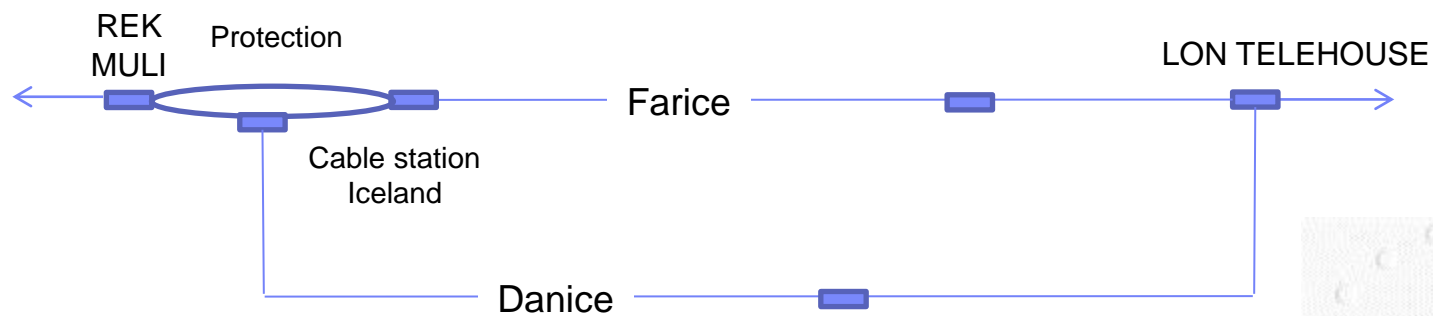 REK
MULI
Protection
LON TELEHOUSE
Farice
Cable station
Iceland
Danice